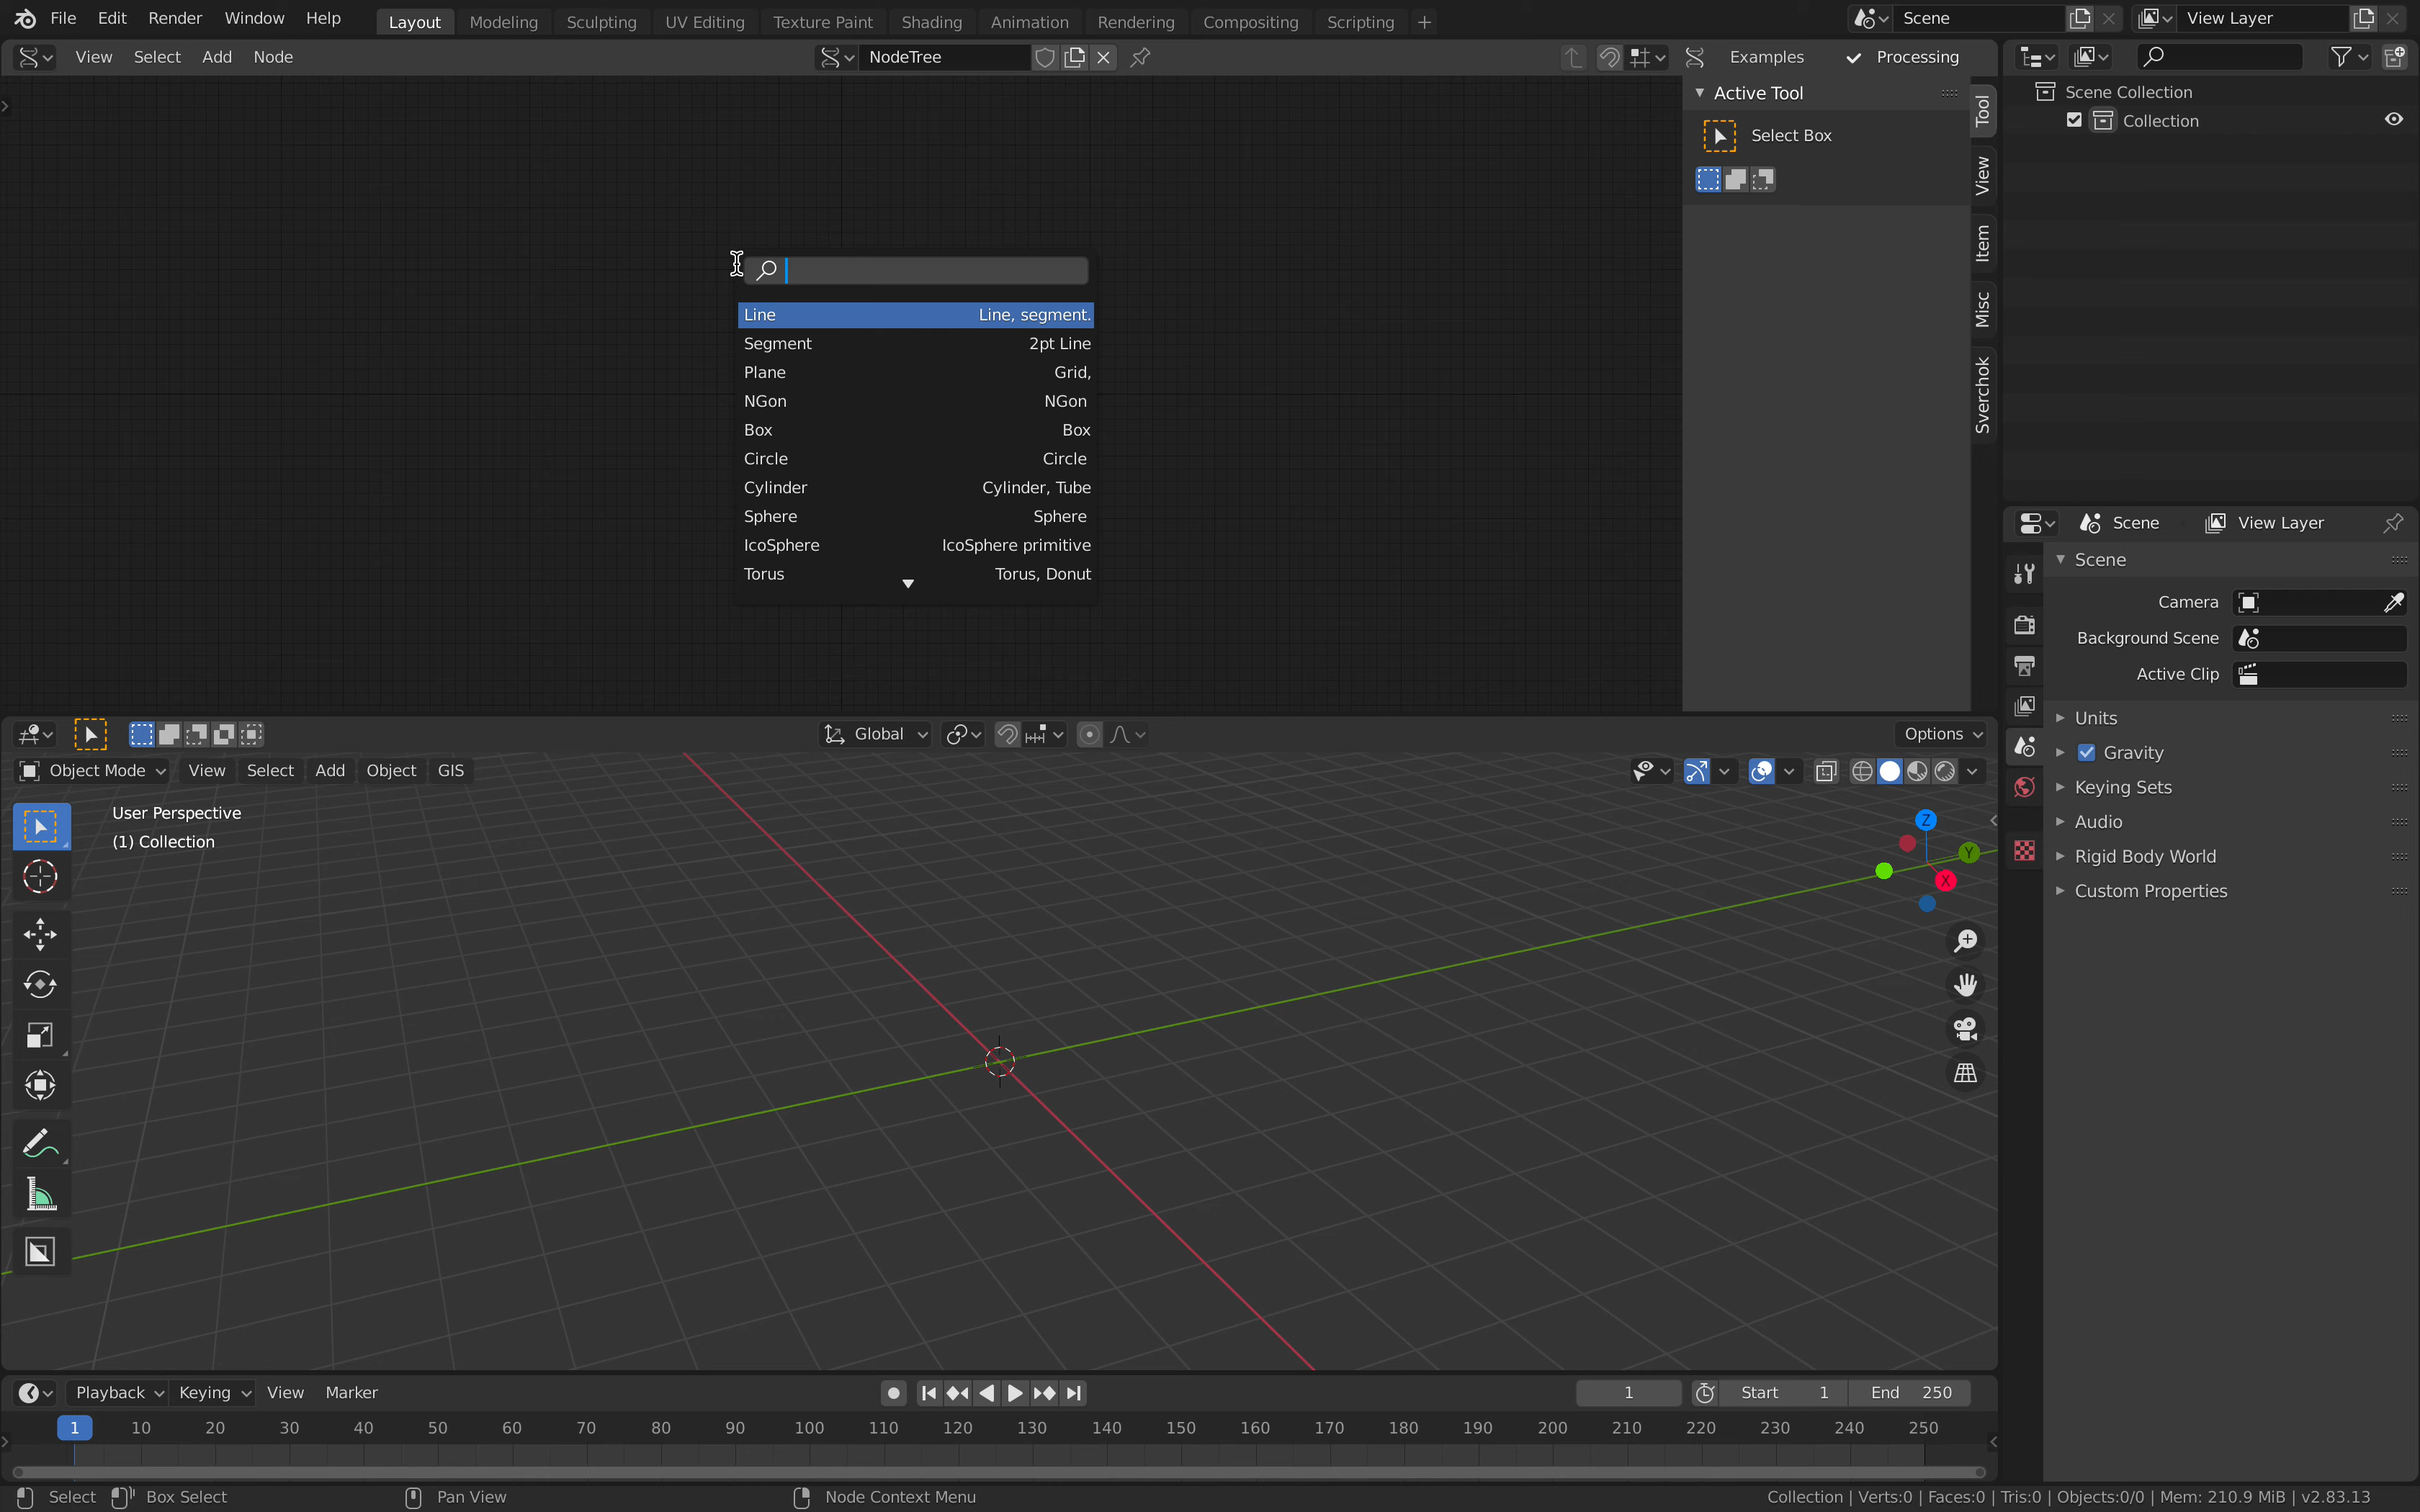 File Edit Render Window Help Layout Modeling Sculpting UV Editing Texture Paint Shading Animation Rendering Compositing Scripting + Scene View Layer
View Select Add Node NodeTree Examples Processing
Active Tool
Select Box
Tool
View
Item
Misc
Sverchok
Line Line, segment.
Segment 2pt Line
Plane Grid,
NGon NGon
Box Box
Circle Circle
Cylinder Cylinder, Tube
Sphere Sphere
IcoSphere IcoSphere primitive
Torus Torus, Donut
Scene Collection
Collection
Scene View Layer
Scene
Camera
Background Scene
Active Clip
Units
Gravity
Keying Sets
Audio
Rigid Body World
Custom Properties
Global Options
Object Mode View Select Add Object GIS
User Perspective
(1) Collection
Z
Y
X
Playback Keying View Marker 1 Start 1 End 250
1 10 20 30 40 50 60 70 80 90 100 110 120 130 140 150 160 170 180 190 200 210 220 230 240 250
Select Box Select Pan View Node Context Menu Collection | Verts:0 | Faces:0 | Tris:0 | Objects:0/0 | Mem: 210.9 MiB | v2.83.13